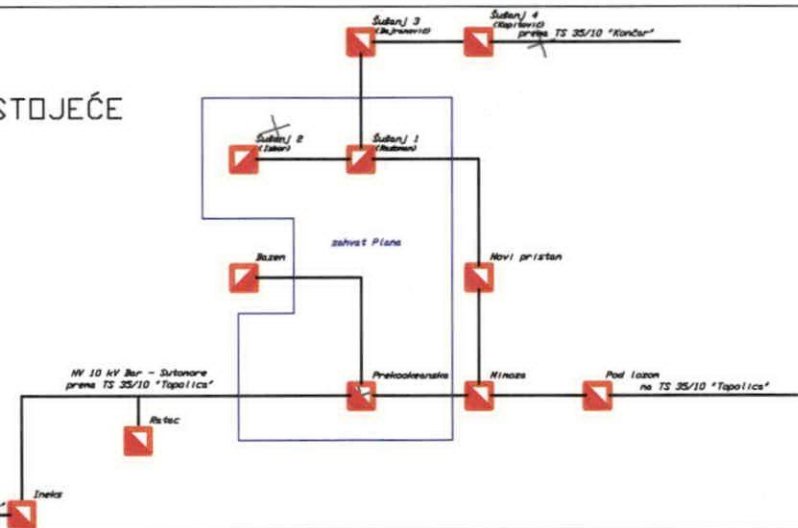 Šušanj 3
Šušanj 4
prema TS 35/10 "Končar"
STOJEĆE
Šušanj 2
Šušanj 1
zahvat Plana
Bazen
Novi pristan
NV 10 kV Bar - Sutomore
prema TS 35/10 "Topolica"
Prekookeanska
Mimoza
Pod lozom
na TS 35/10 "Topolica"
Ratac
Ineks